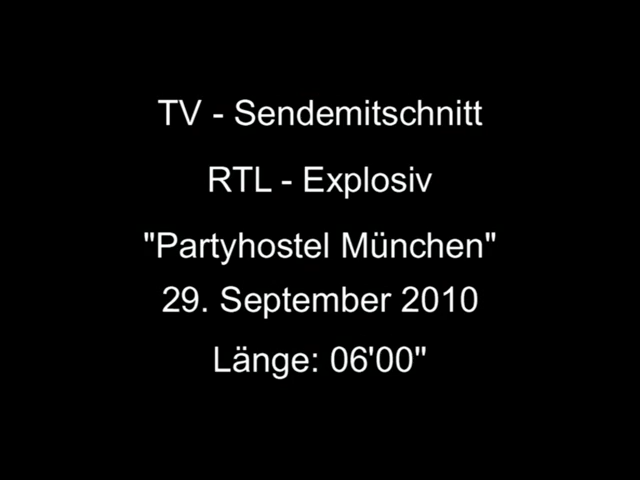 TV - Sendemitschnitt
RTL - Explosiv
"Partyhostel München"
29. September 2010
Länge: 06'00"